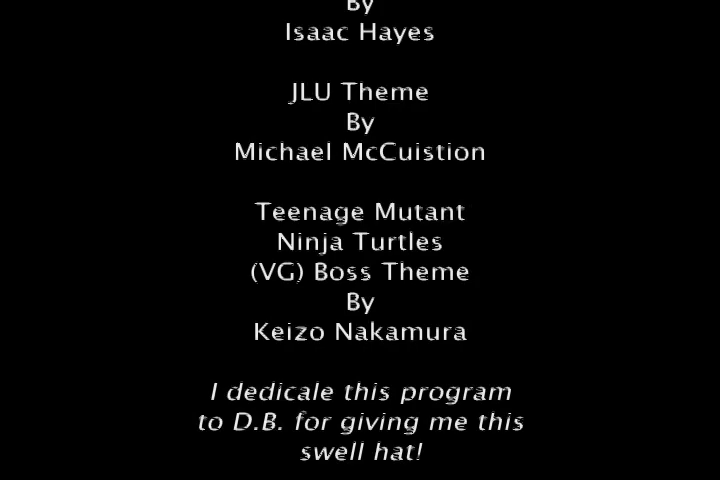 By
Isaac Hayes
JLU Theme
By
Michael McCuistion
Teenage Mutant
Ninja Turtles
(VG) Boss Theme
By
Keizo Nakamura
I dedicale this program
to D.B. for giving me this
swell hat!